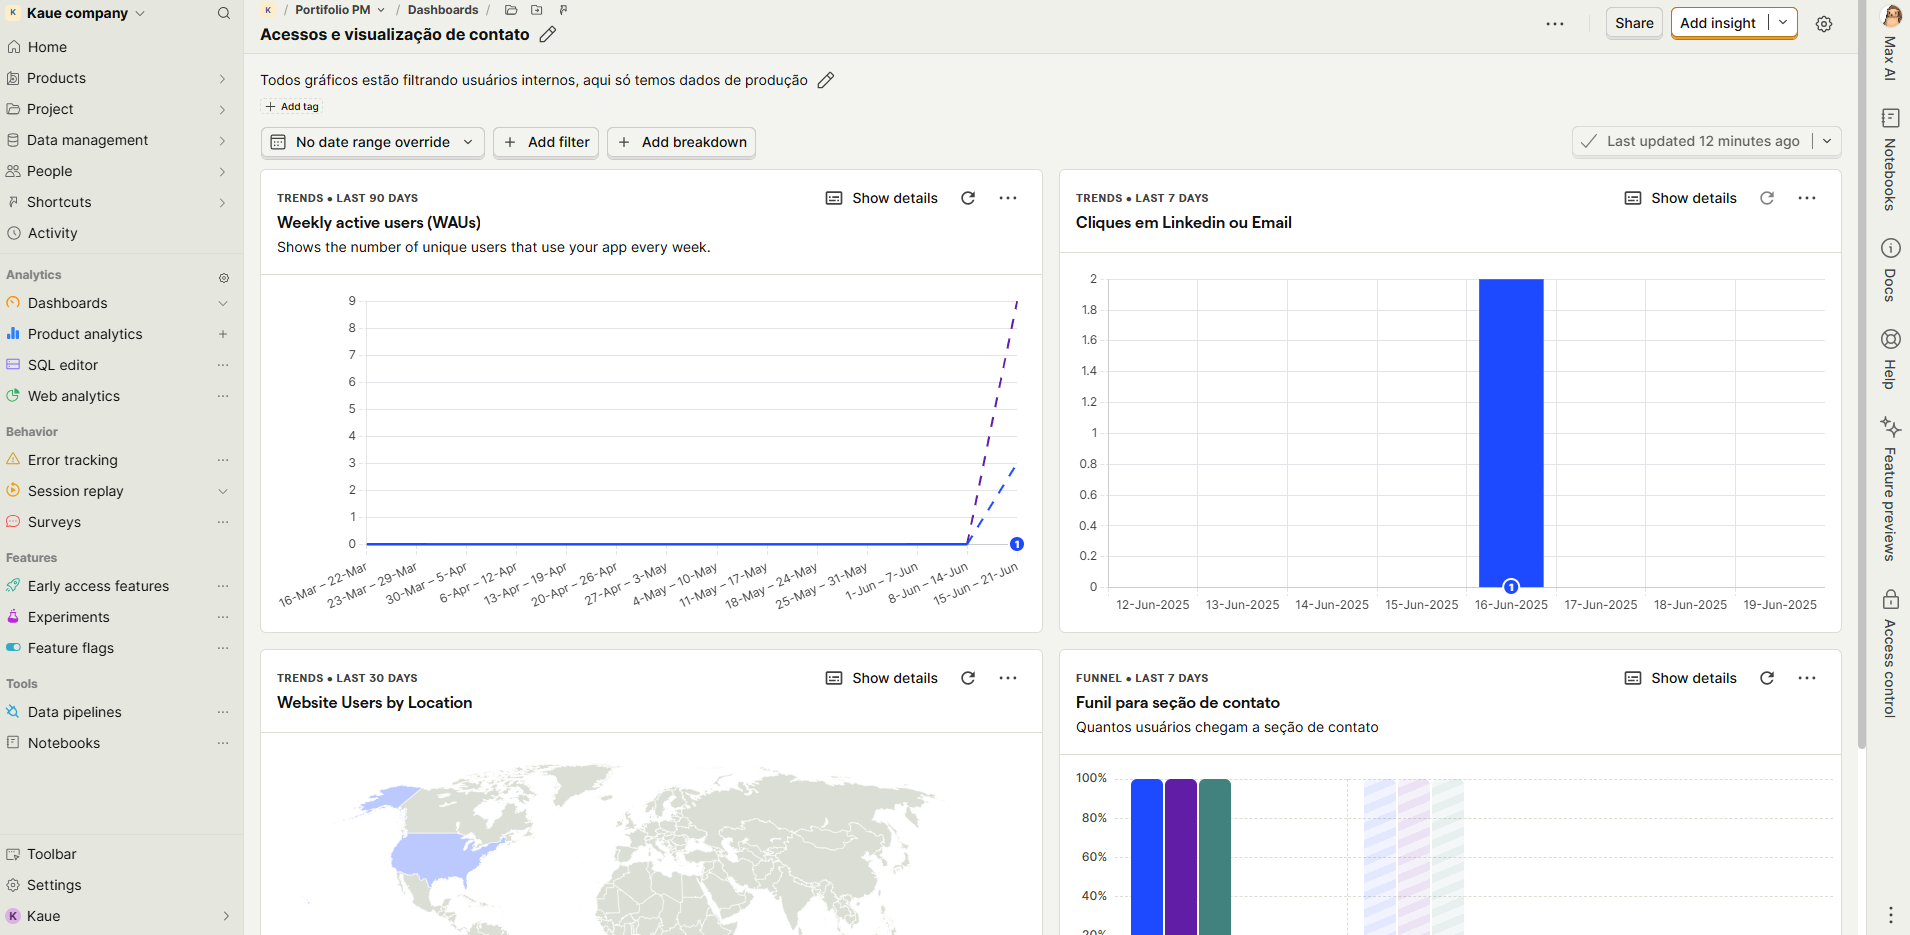 K Kaue company
Home
Products
Project
Data management
People
Shortcuts
Activity
Analytics
Dashboards
Product analytics
SQL editor
Web analytics
Behavior
Error tracking
Session replay
Surveys
Features
Early access features
Experiments
Feature flags
Tools
Data pipelines
Notebooks
Toolbar
Settings
K Kaue
K / Portifolio PM / Dashboards /
Acessos e visualização de contato
Share
Add insight
Todos gráficos estão filtrando usuários internos, aqui só temos dados de produção
+ Add tag
No date range override
+ Add filter
+ Add breakdown
Last updated 12 minutes ago
TRENDS • LAST 90 DAYS
Show details
Weekly active users (WAUs)
Shows the number of unique users that use your app every week.
9
8
7
6
5
4
3
2
1
0
1
16-Mar – 22-Mar
23-Mar – 29-Mar
30-Mar – 5-Apr
6-Apr – 12-Apr
13-Apr – 19-Apr
20-Apr – 26-Apr
27-Apr – 3-May
4-May – 10-May
11-May – 17-May
18-May – 24-May
25-May – 31-May
1-Jun – 7-Jun
8-Jun – 14-Jun
15-Jun – 21-Jun
TRENDS • LAST 7 DAYS
Show details
Cliques em Linkedin ou Email
2
1.8
1.6
1.4
1.2
1
0.8
0.6
0.4
0.2
0
1
12-Jun-2025 13-Jun-2025 14-Jun-2025 15-Jun-2025 16-Jun-2025 17-Jun-2025 18-Jun-2025 19-Jun-2025
TRENDS • LAST 30 DAYS
Show details
Website Users by Location
FUNNEL • LAST 7 DAYS
Show details
Funil para seção de contato
Quantos usuários chegam a seção de contato
100%
80%
60%
40%
20%
Max AI
Notebooks
Docs
Help
Feature previews
Access control